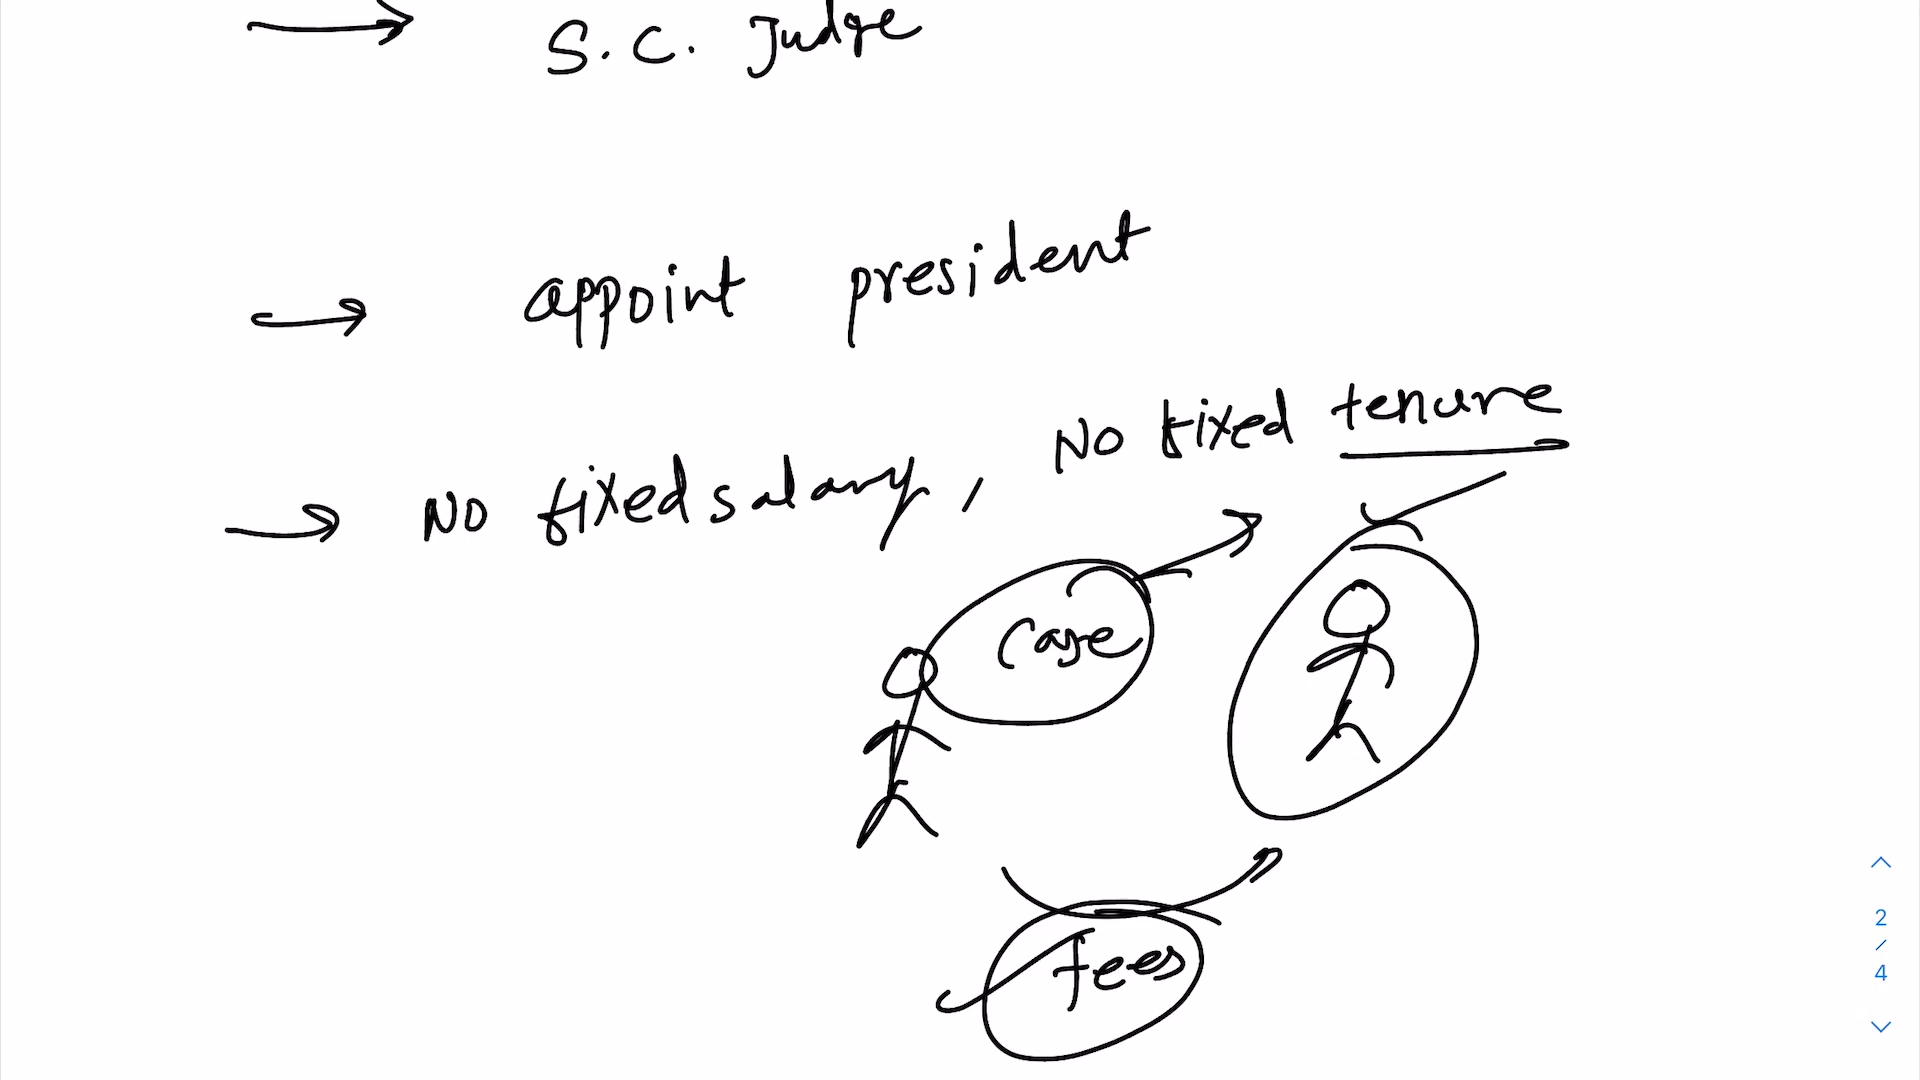 S.C. Judge
appoint president
No fixed salary, No fixed tenure
Case
fees
2
/
4